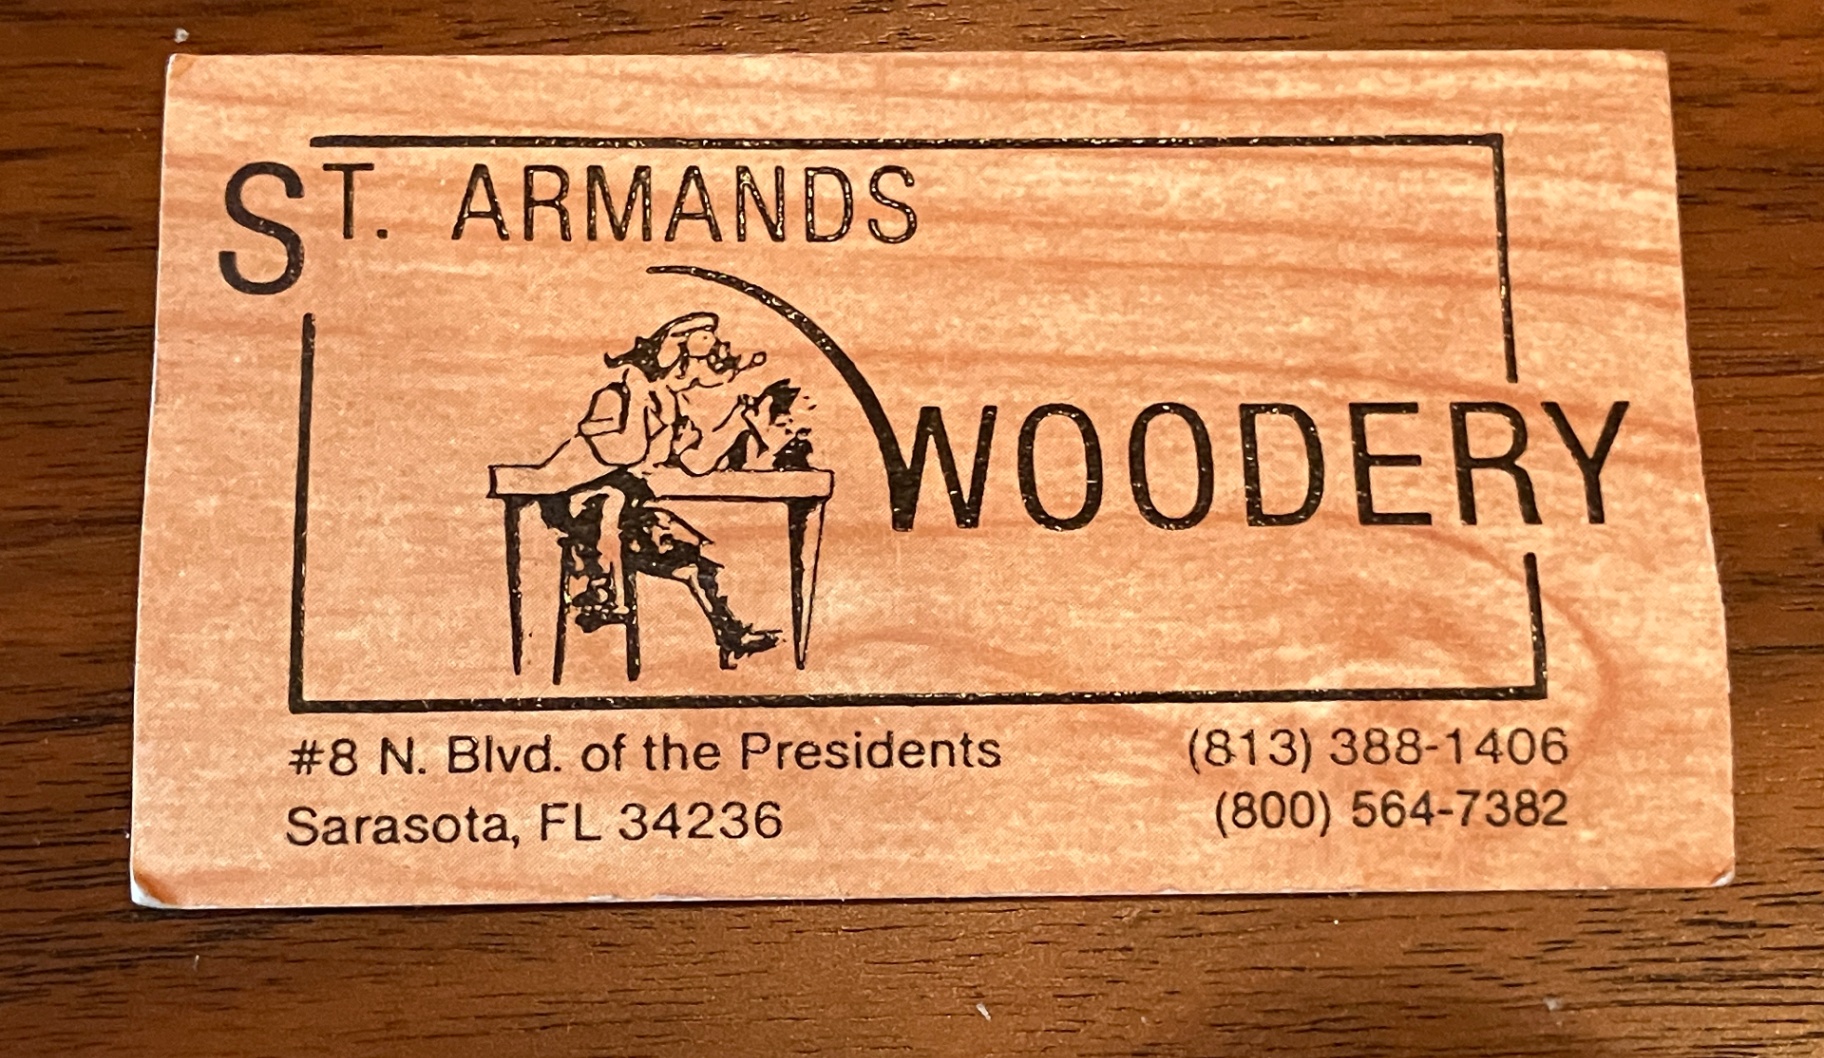 ST. ARMANDS
WOODERY
#8 N. Blvd. of the Presidents
Sarasota, FL 34236
(813) 388-1406
(800) 564-7382